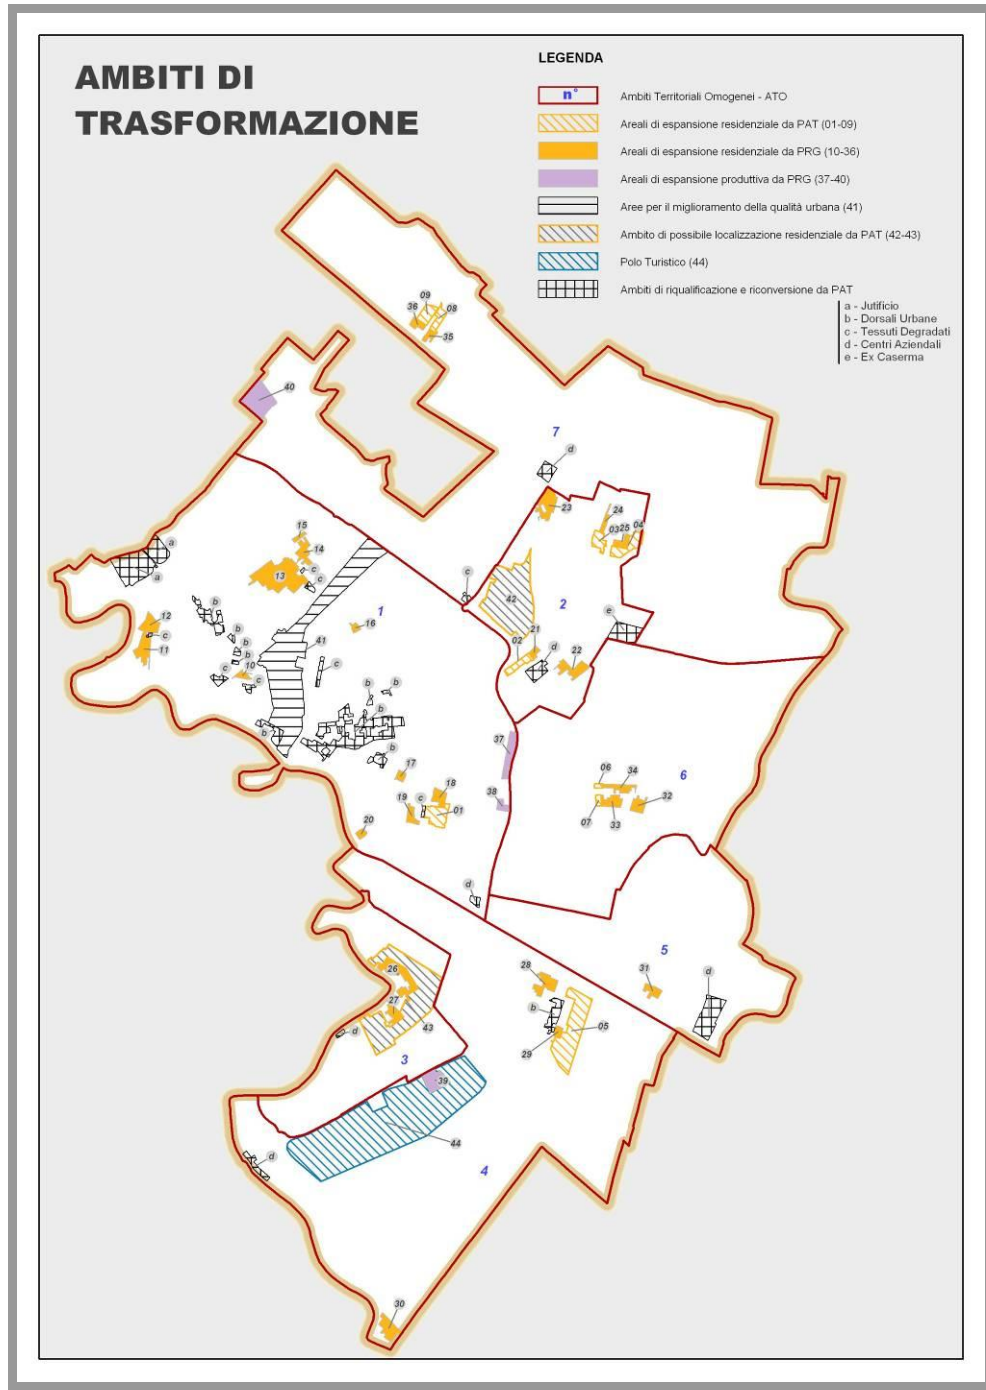 AMBITI DI
TRASFORMAZIONE
LEGENDA
n° Ambiti Territoriali Omogenei - ATO
Areali di espansione residenziale da PAT (01-09)
Areali di espansione residenziale da PRG (10-36)
Areali di espansione produttiva da PRG (37-40)
Aree per il miglioramento della qualità urbana (41)
Ambito di possibile localizzazione residenziale da PAT (42-43)
Polo Turistico (44)
Ambiti di riqualificazione e riconversione da PAT
a - Jutificio
b - Dorsali Urbane
c - Tessuti Degradati
d - Centri Aziendali
e - Ex Caserma
09
36 08
35
40
7
d
23
24
03 25 04
15
14
a
13 c
a c
c
42 2
b
e
12 1
16
b c
41 21
11 b 02 d
b 22
c 10 c
c
b b
b
b
37
b
17 06 34 6
18
38 32
19 c 01
07 33
20
d
5
26 28 31 d
27
b
43 05
d
29
3
39
44
d
4
30